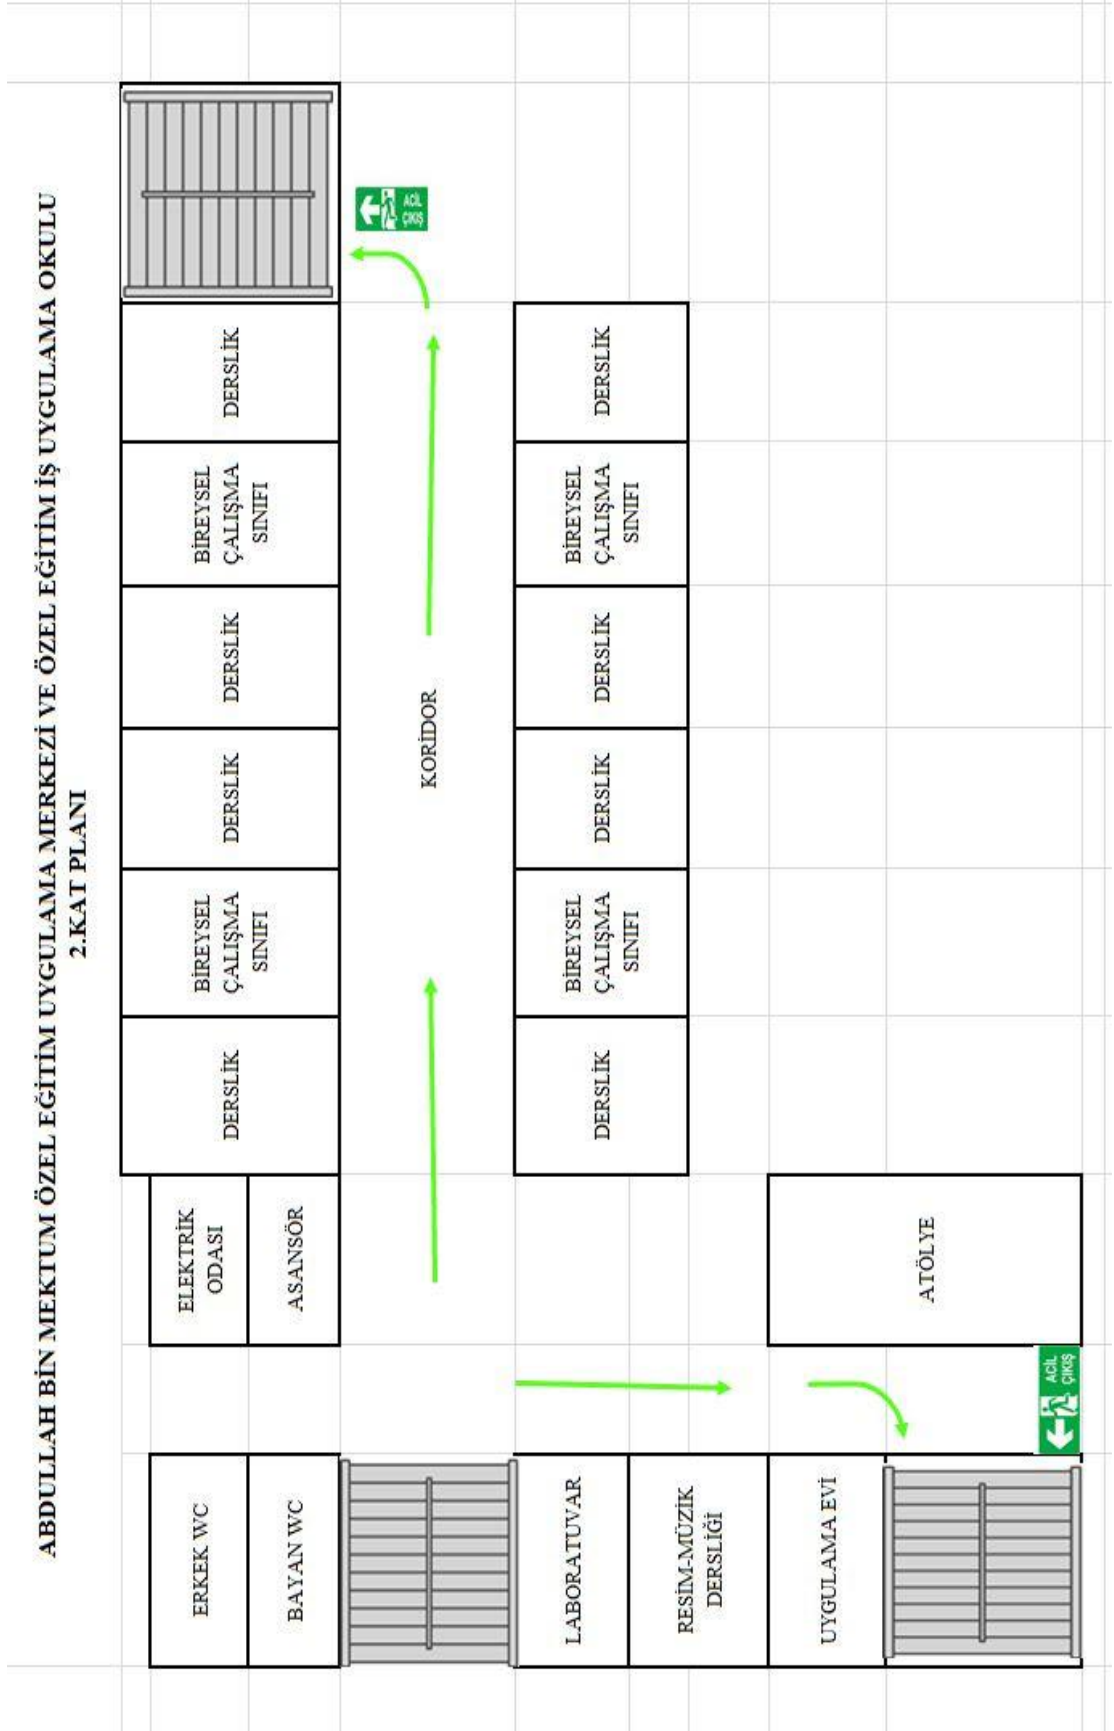 ABDULLAH BİN MEKTUM ÖZEL EĞİTİM UYGULAMA MERKEZİ VE ÖZEL EĞİTİM İŞ UYGULAMA OKULU
2.KAT PLANI
ERKEK WC
BAYAN WC
ELEKTRİK
ODASI
ASANSÖR
DERSLİK
BİREYSEL
ÇALIŞMA
SINIFI
DERSLİK
DERSLİK
BİREYSEL
ÇALIŞMA
SINIFI
DERSLİK
ACİL
ÇIKIŞ
KORİDOR
LABORATUVAR
DERSLİK
BİREYSEL
ÇALIŞMA
SINIFI
DERSLİK
DERSLİK
BİREYSEL
ÇALIŞMA
SINIFI
DERSLİK
RESİM-MÜZİK
DERSLİĞİ
UYGULAMA EVİ
ATÖLYE
ACİL
ÇIKIŞ